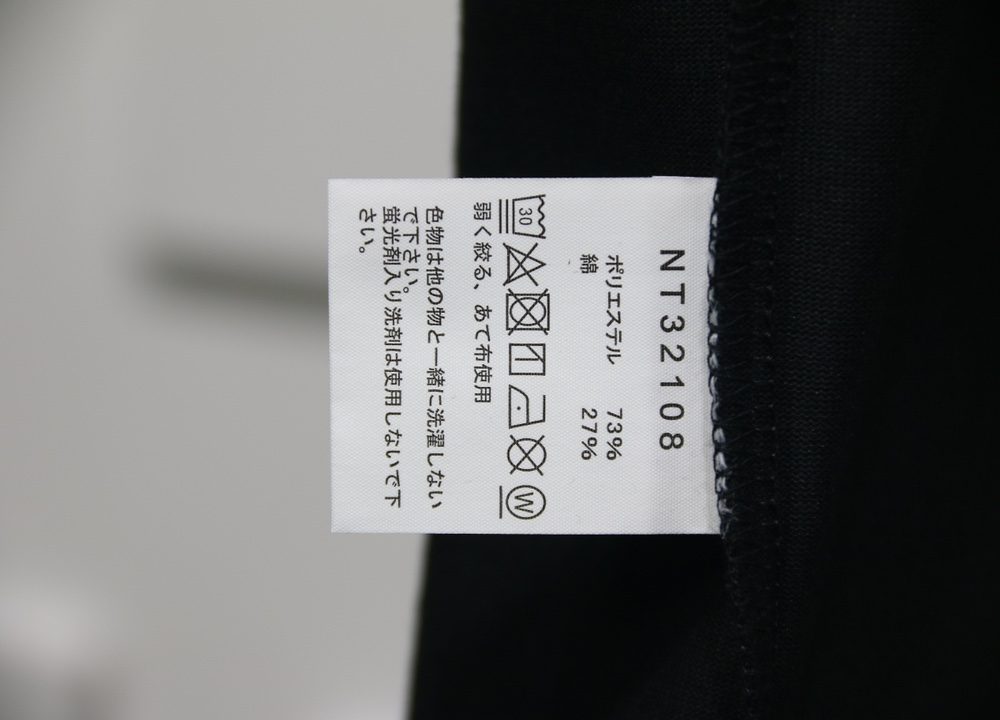 NT32108
ポリエステル 73%
綿 27%
30 W
弱く絞る、あて布使用
色物は他の物と一緒に洗濯しない
で下さい。
蛍光剤入り洗剤は使用しないで下
さい。